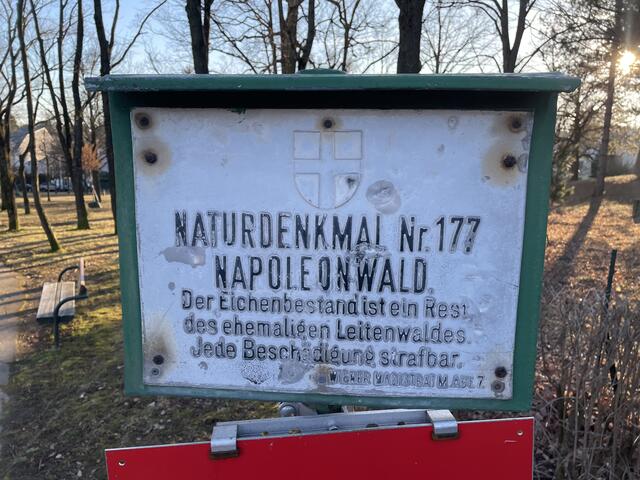 NATURDENKMAL Nr. 177
NAPOLEONWALD.
Der Eichenbestand ist ein Rest
des ehemaligen Leitenwaldes.
Jede Beschädigung strafbar.
WIENER MAGISTRAT M. ABT. 7.